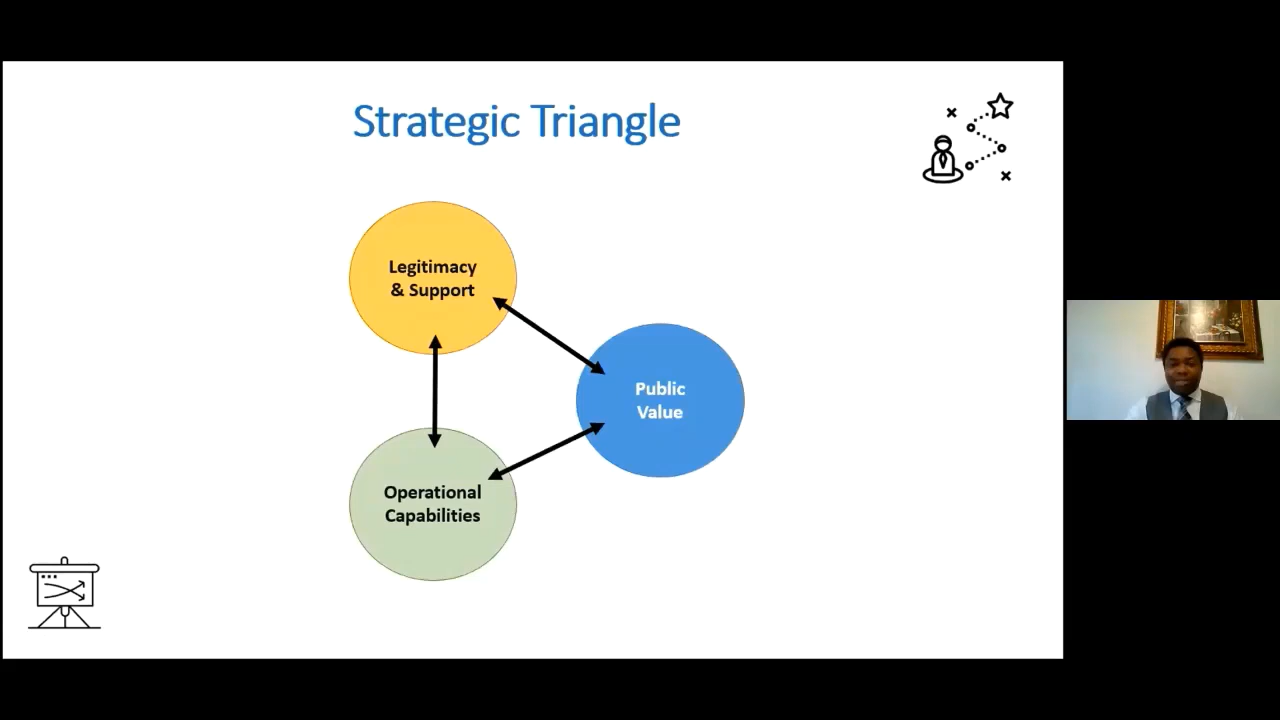 Strategic Triangle
Legitimacy
& Support
Public
Value
Operational
Capabilities